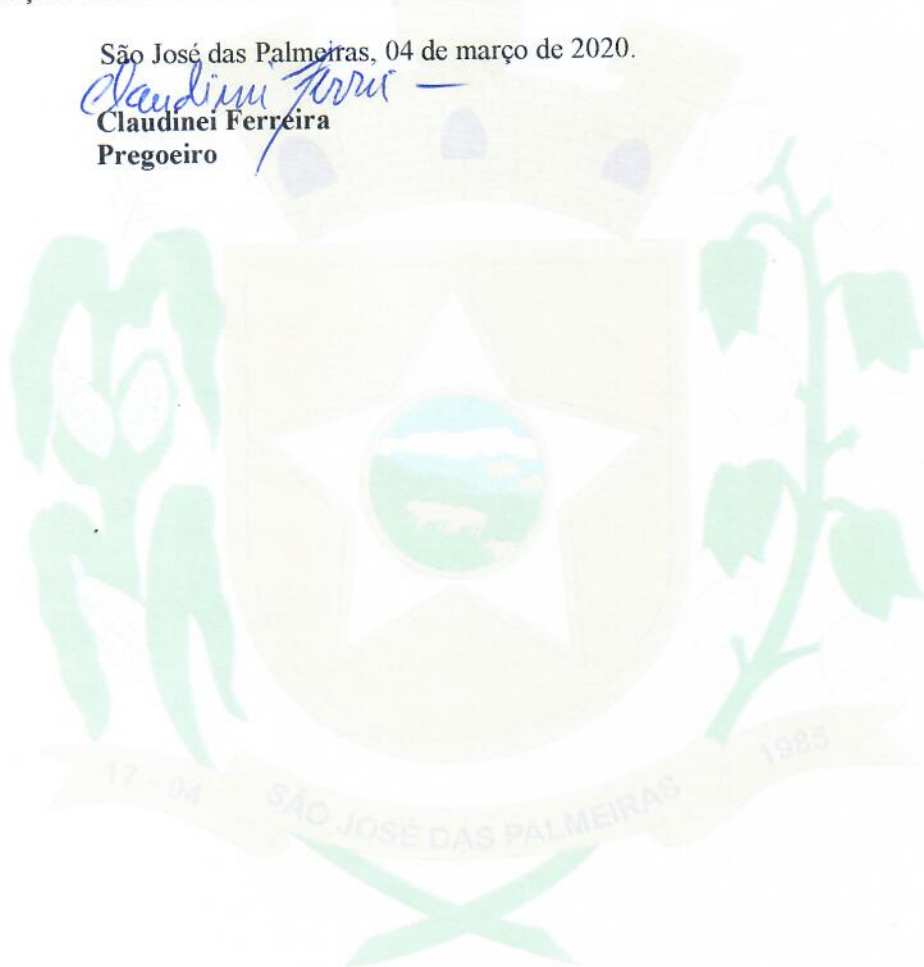 São José das Palmeiras, 04 de março de 2020.
Claudinei Ferreira
Pregoeiro
17 - 04
SÃO JOSÉ DAS PALMEIRAS
1985